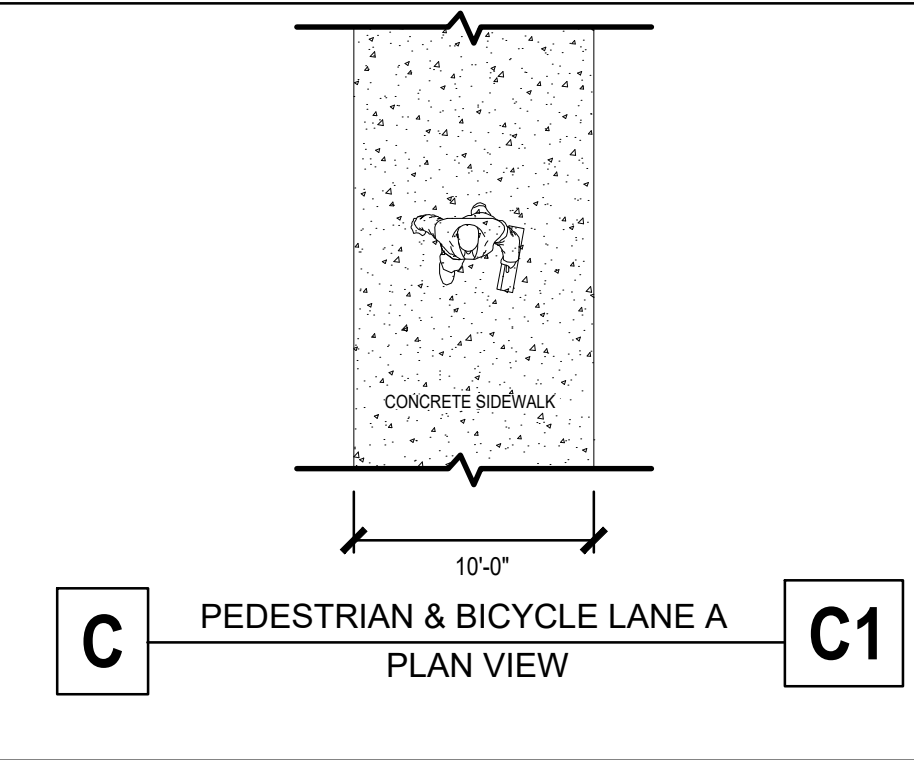 CONCRETE SIDEWALK
10'-0"
C
PEDESTRIAN & BICYCLE LANE A
C1
PLAN VIEW